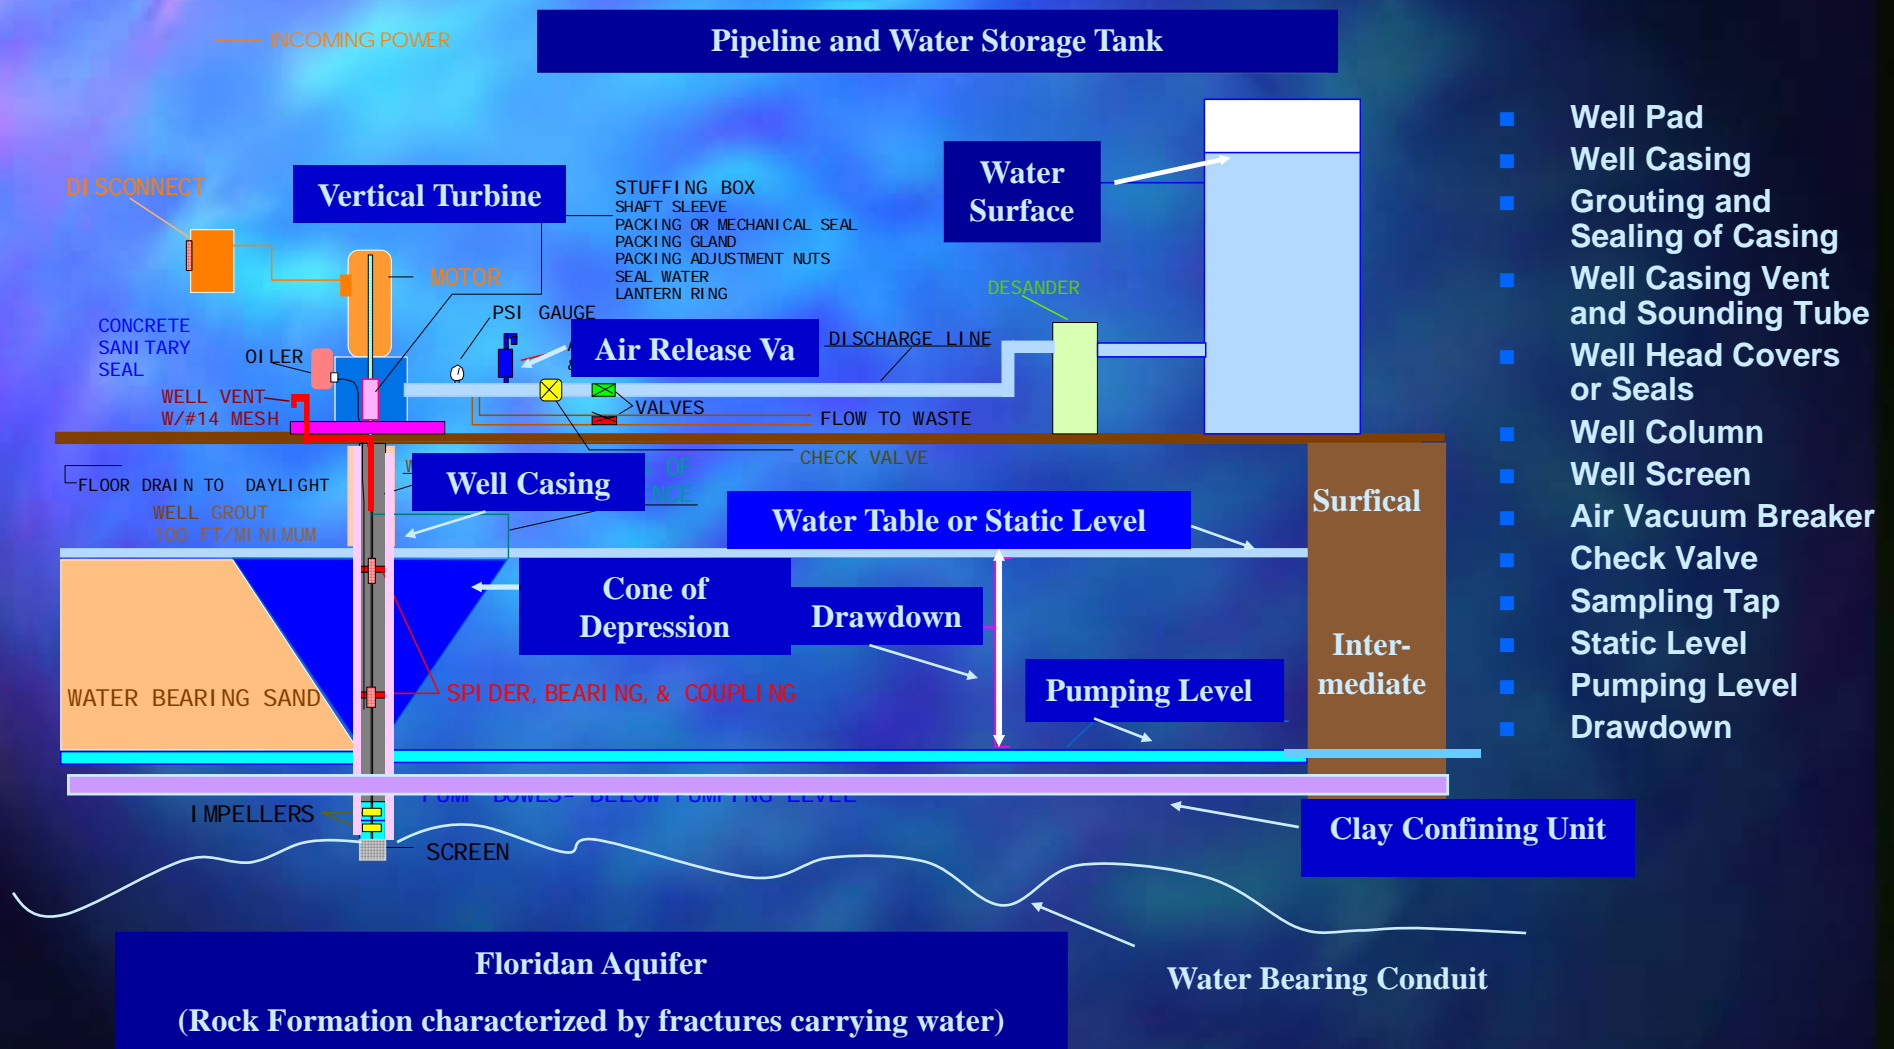 INCOMING POWER
Pipeline and Water Storage Tank
DISCONNECT
Vertical Turbine
STUFFING BOX
SHAFT SLEEVE
PACKING OR MECHANICAL SEAL
PACKING GLAND
PACKING ADJUSTMENT NUTS
SEAL WATER
LANTERN RING
Water
Surface
MOTOR
DESANDER
PSI GAUGE
CONCRETE
SANITARY
SEAL
OILER
Air Release Va
DISCHARGE LINE
WELL VENT
W/#14 MESH
VALVES
FLOW TO WASTE
CHECK VALVE
FLOOR DRAIN TO DAYLIGHT
Well Casing
OF
WELL GROUT
100 FT/MINIMUM
Water Table or Static Level
Surfical
Cone of
Depression
Drawdown
Inter-
mediate
WATER BEARING SAND
SPIDER, BEARING, & COUPLING
Pumping Level
PUMP BOWLS- BELOW PUMPING LEVEL
IMPELLERS
SCREEN
Clay Confining Unit
Floridan Aquifer
(Rock Formation characterized by fractures carrying water)
Water Bearing Conduit
Well Pad
Well Casing
Grouting and
Sealing of Casing
Well Casing Vent
and Sounding Tube
Well Head Covers
or Seals
Well Column
Well Screen
Air Vacuum Breaker
Check Valve
Sampling Tap
Static Level
Pumping Level
Drawdown